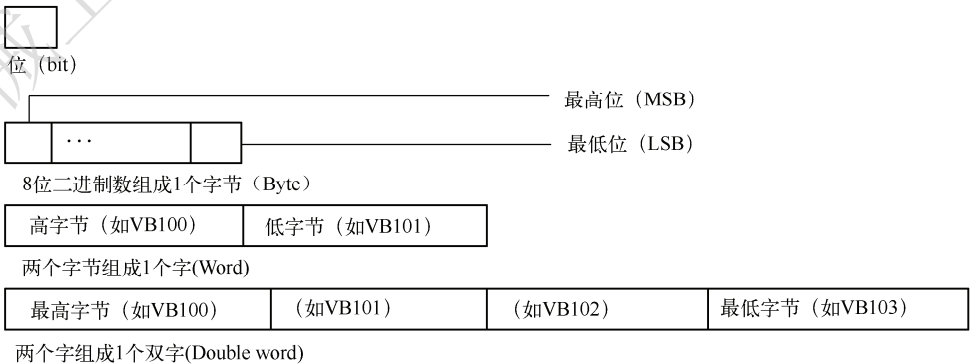 位（bit）
最高位（MSB）
···
最低位（LSB）
8位二进制数组成1个字节（Byte）
高字节（如VB100） 低字节（如VB101）
两个字节组成1个字(Word)
最高字节（如VB100） （如VB101） （如VB102） 最低字节（如VB103）
两个字组成1个双字(Double word)